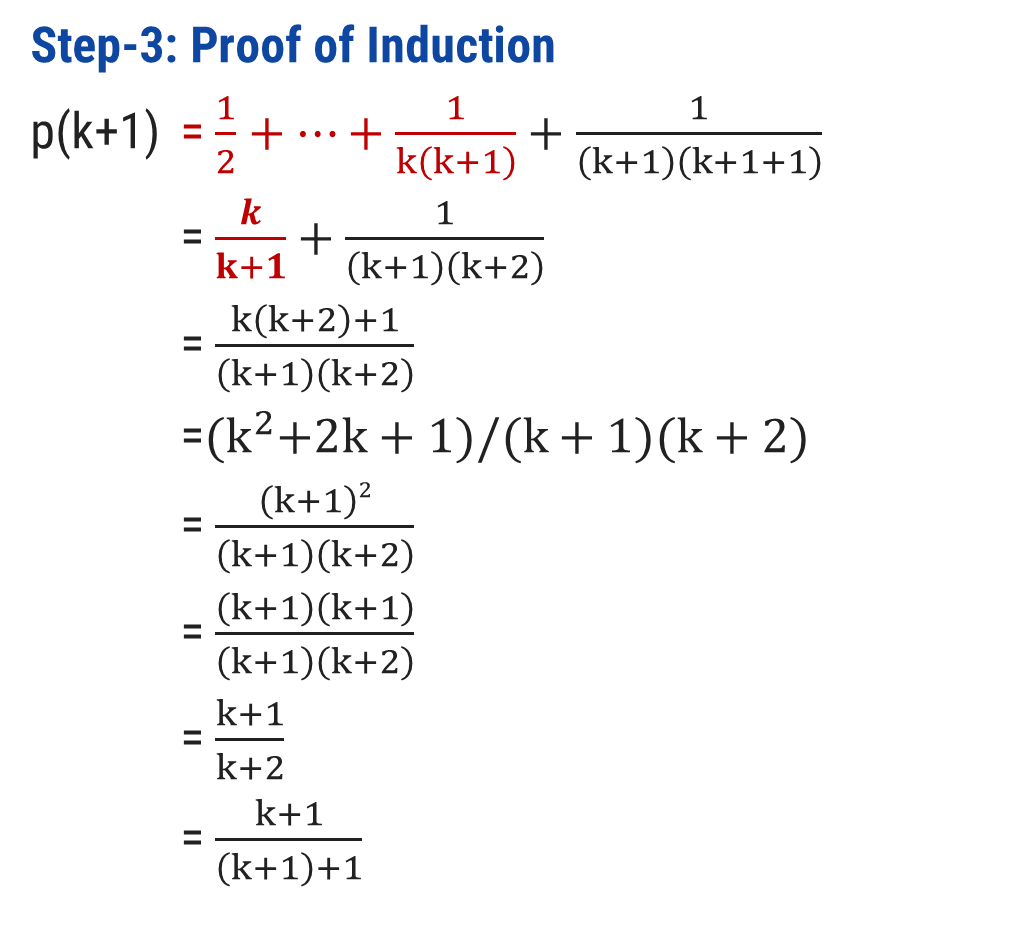 Step-3: Proof of Induction
p(k+1) = 1/2 + ⋯ + 1/k(k+1) + 1/(k+1)(k+1+1)
= k/k+1 + 1/(k+1)(k+2)
= k(k+2)+1/(k+1)(k+2)
=(k²+2k + 1)/(k + 1)(k + 2)
= (k+1)²/(k+1)(k+2)
= (k+1)(k+1)/(k+1)(k+2)
= k+1/k+2
= k+1/(k+1)+1